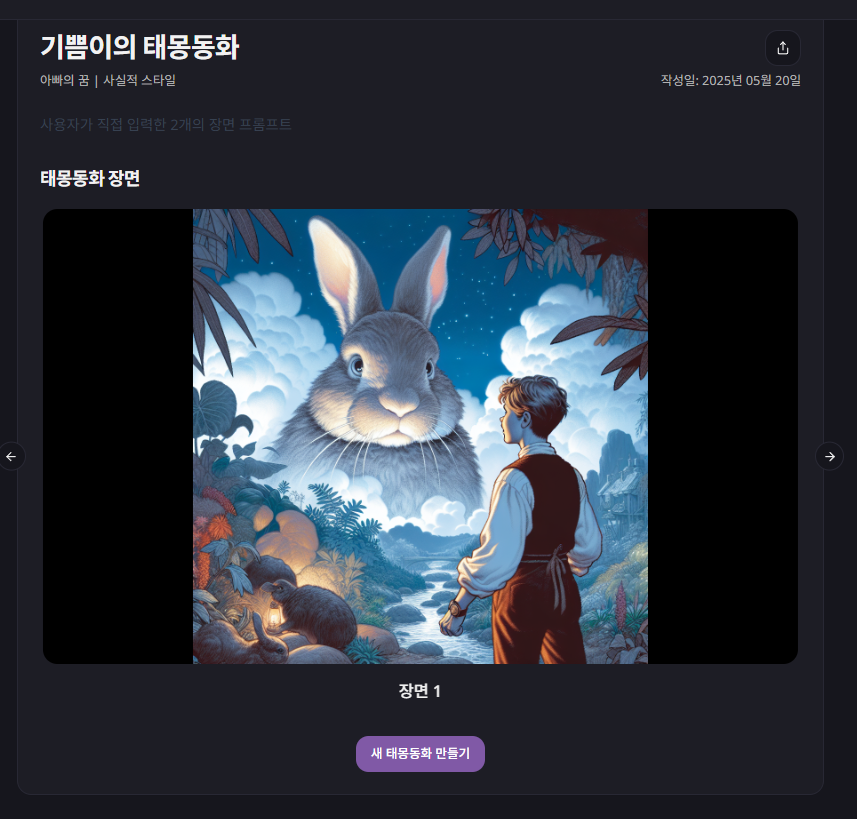 기쁨이의 태몽동화
아빠의 꿈 | 사실적 스타일
작성일: 2025년 05월 20일
사용자가 직접 입력한 2개의 장면 프롬프트
태몽동화 장면
장면 1
새 태몽동화 만들기